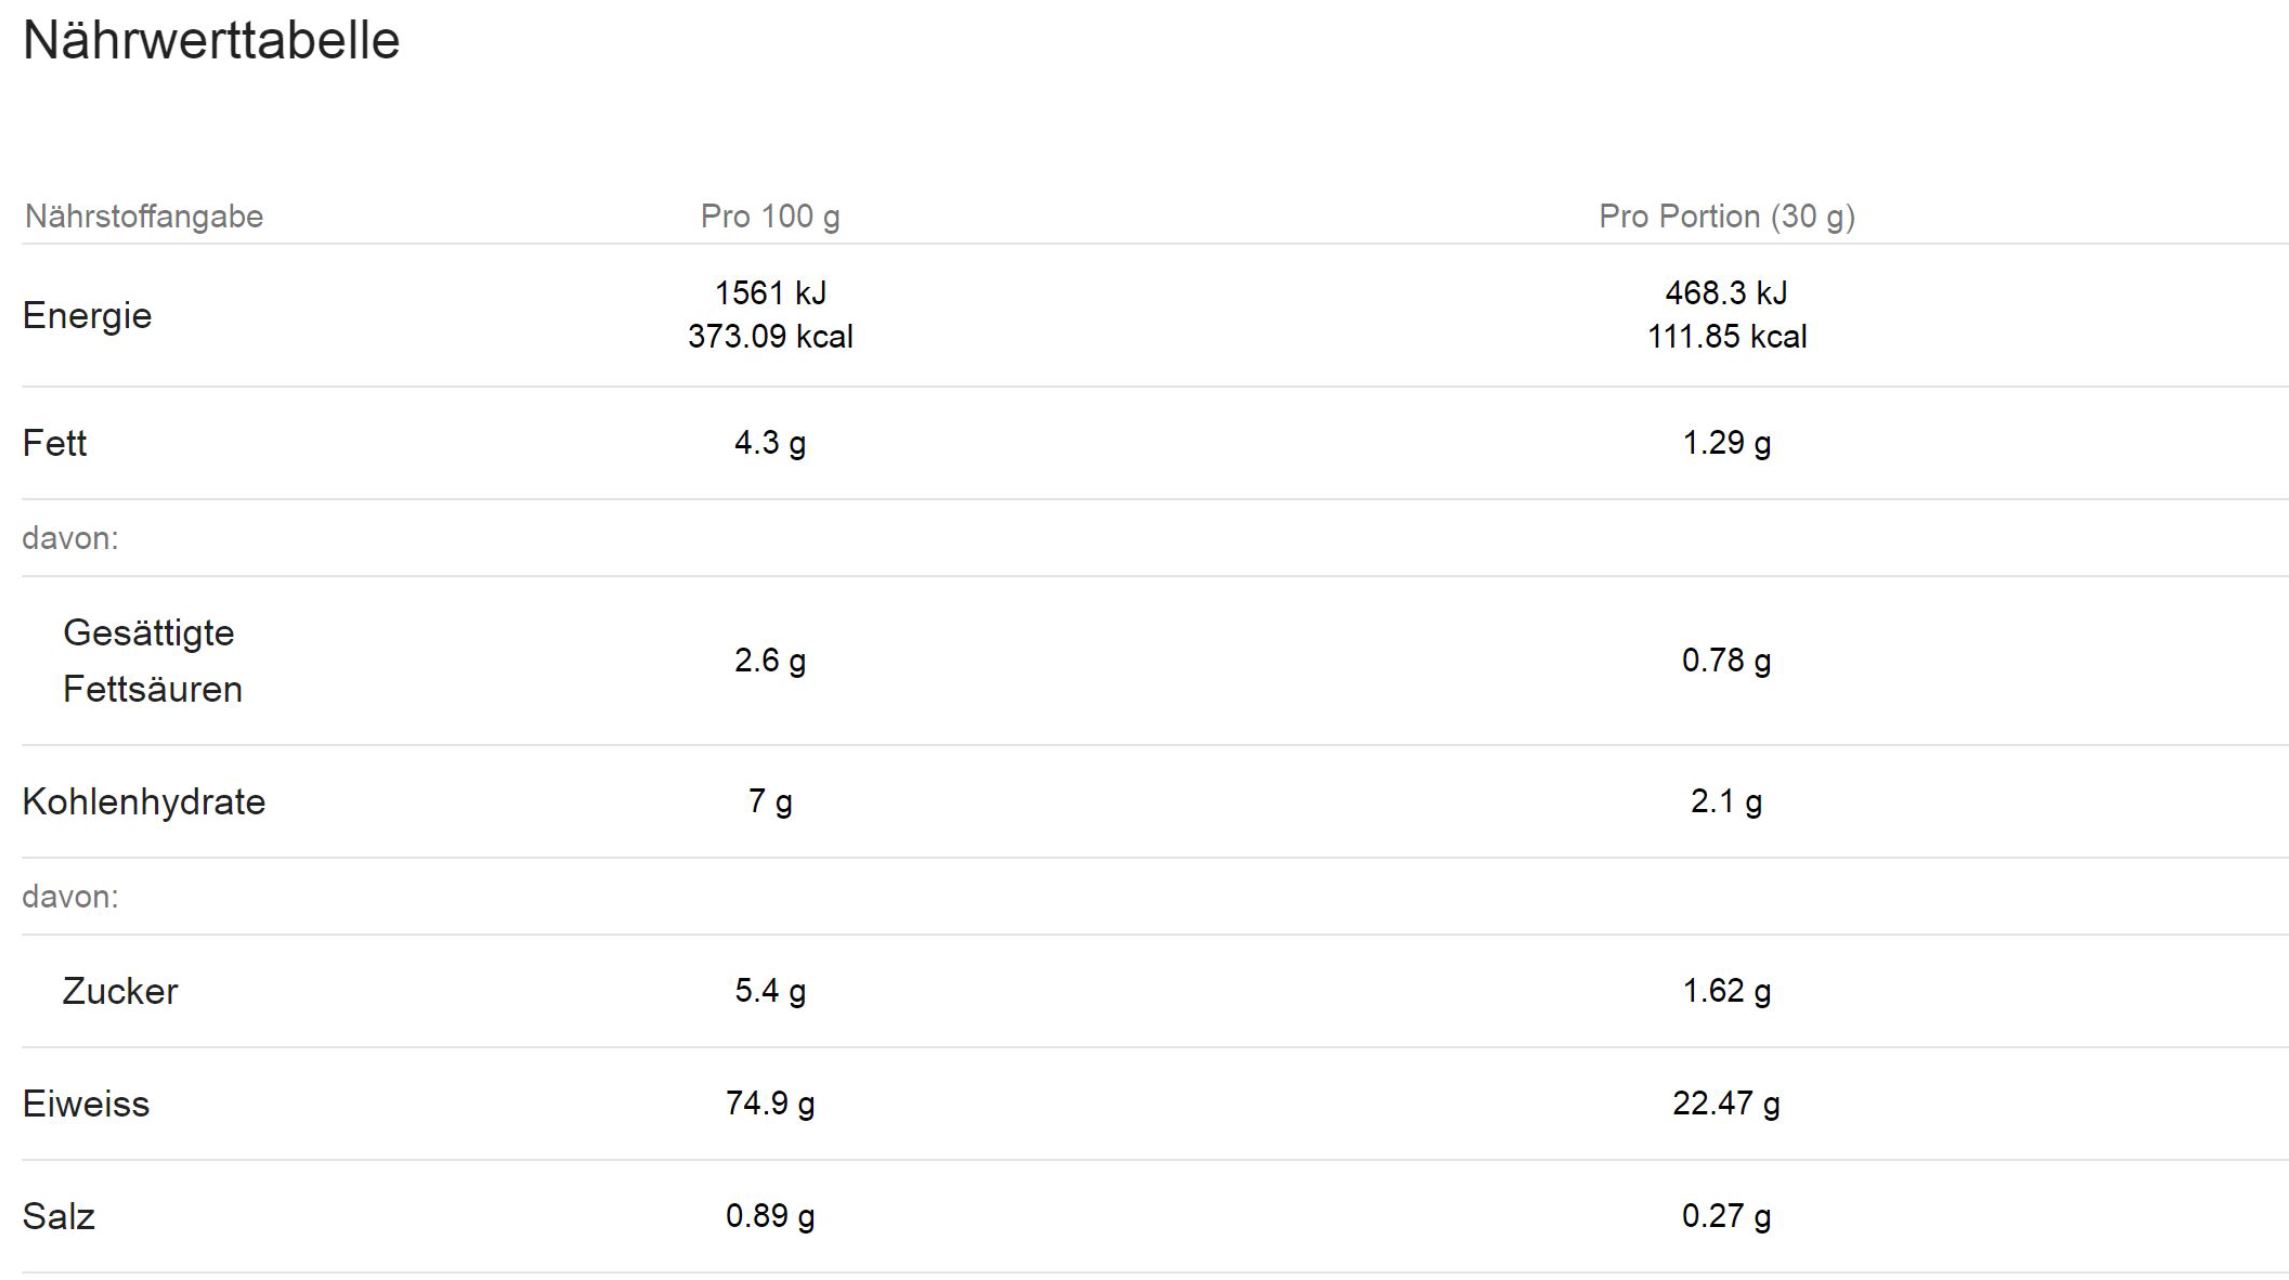 Nährwerttabelle
Nährstoffangabe Pro 100 g Pro Portion (30 g)
Energie 1561 kJ 468.3 kJ
373.09 kcal 111.85 kcal
Fett 4.3 g 1.29 g
davon:
Gesättigte
Fettsäuren 2.6 g 0.78 g
Kohlenhydrate 7 g 2.1 g
davon:
Zucker 5.4 g 1.62 g
Eiweiss 74.9 g 22.47 g
Salz 0.89 g 0.27 g